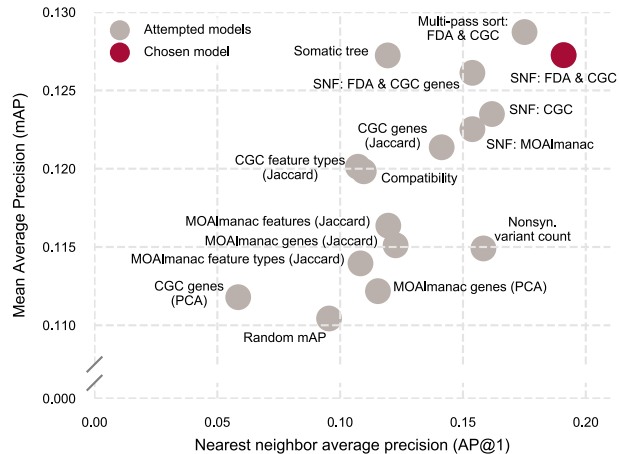 Attempted models
Chosen model
Multi-pass sort:
FDA & CGC
Somatic tree
SNF: FDA & CGC
SNF: FDA & CGC genes
SNF: CGC
CGC genes
(Jaccard)
SNF: MOAlmanac
CGC feature types
(Jaccard)
Compatibility
MOAlmanac features (Jaccard)
MOAlmanac genes (Jaccard)
Nonsyn.
variant count
MOAlmanac feature types (Jaccard)
CGC genes
(PCA)
MOAlmanac genes (PCA)
Random mAP
Mean Average Precision (mAP)
0.130
0.125
0.120
0.115
0.110
0.000
0.00
0.05
0.10
0.15
0.20
Nearest neighbor average precision (AP@1)